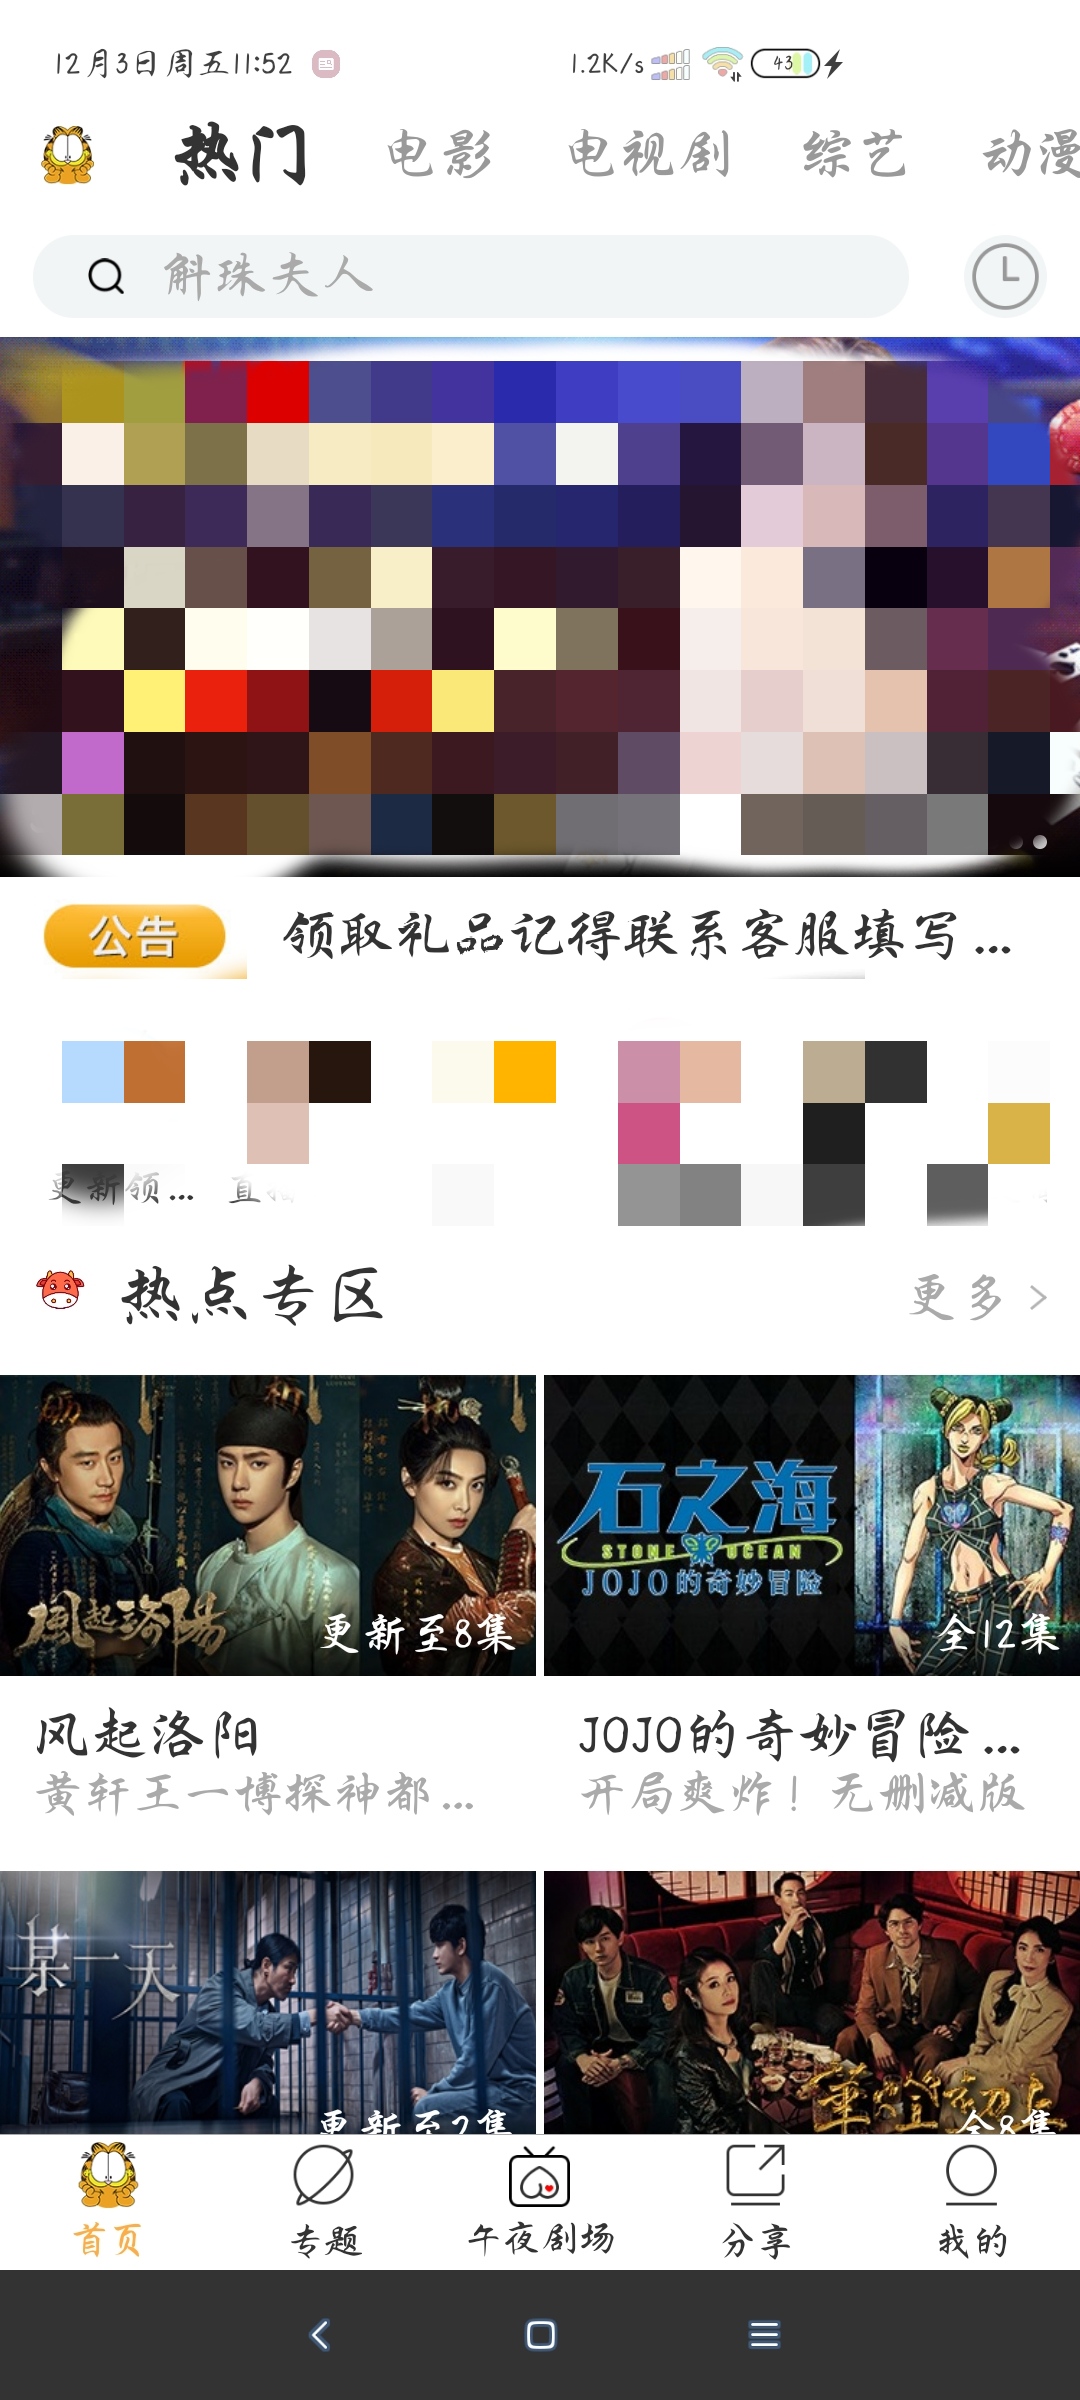 12月3日周五11:52 1.2K/s 43
热门 电影 电视剧 综艺 动漫
斛珠夫人
公告 领取礼品记得联系客服填写...
更新领...
热点专区 更多
風起洛陽
更新至8集
石之海
STONE OCEAN
JOJO的奇妙冒险
全12集
风起洛阳 JOJO的奇妙冒险...
黄轩王一博探神都... 开局爽炸！无删减版
某一天
更新至2集
華燈初上
全8集
首页 专题 午夜剧场 分享 我的